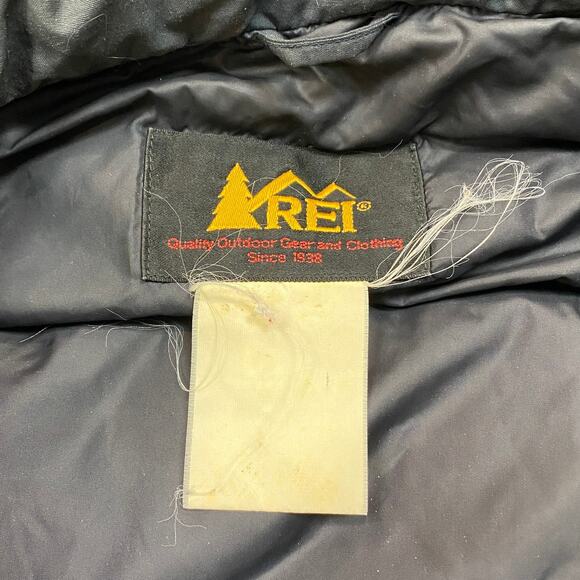 REI®
Quality Outdoor Gear and Clothing
Since 1938